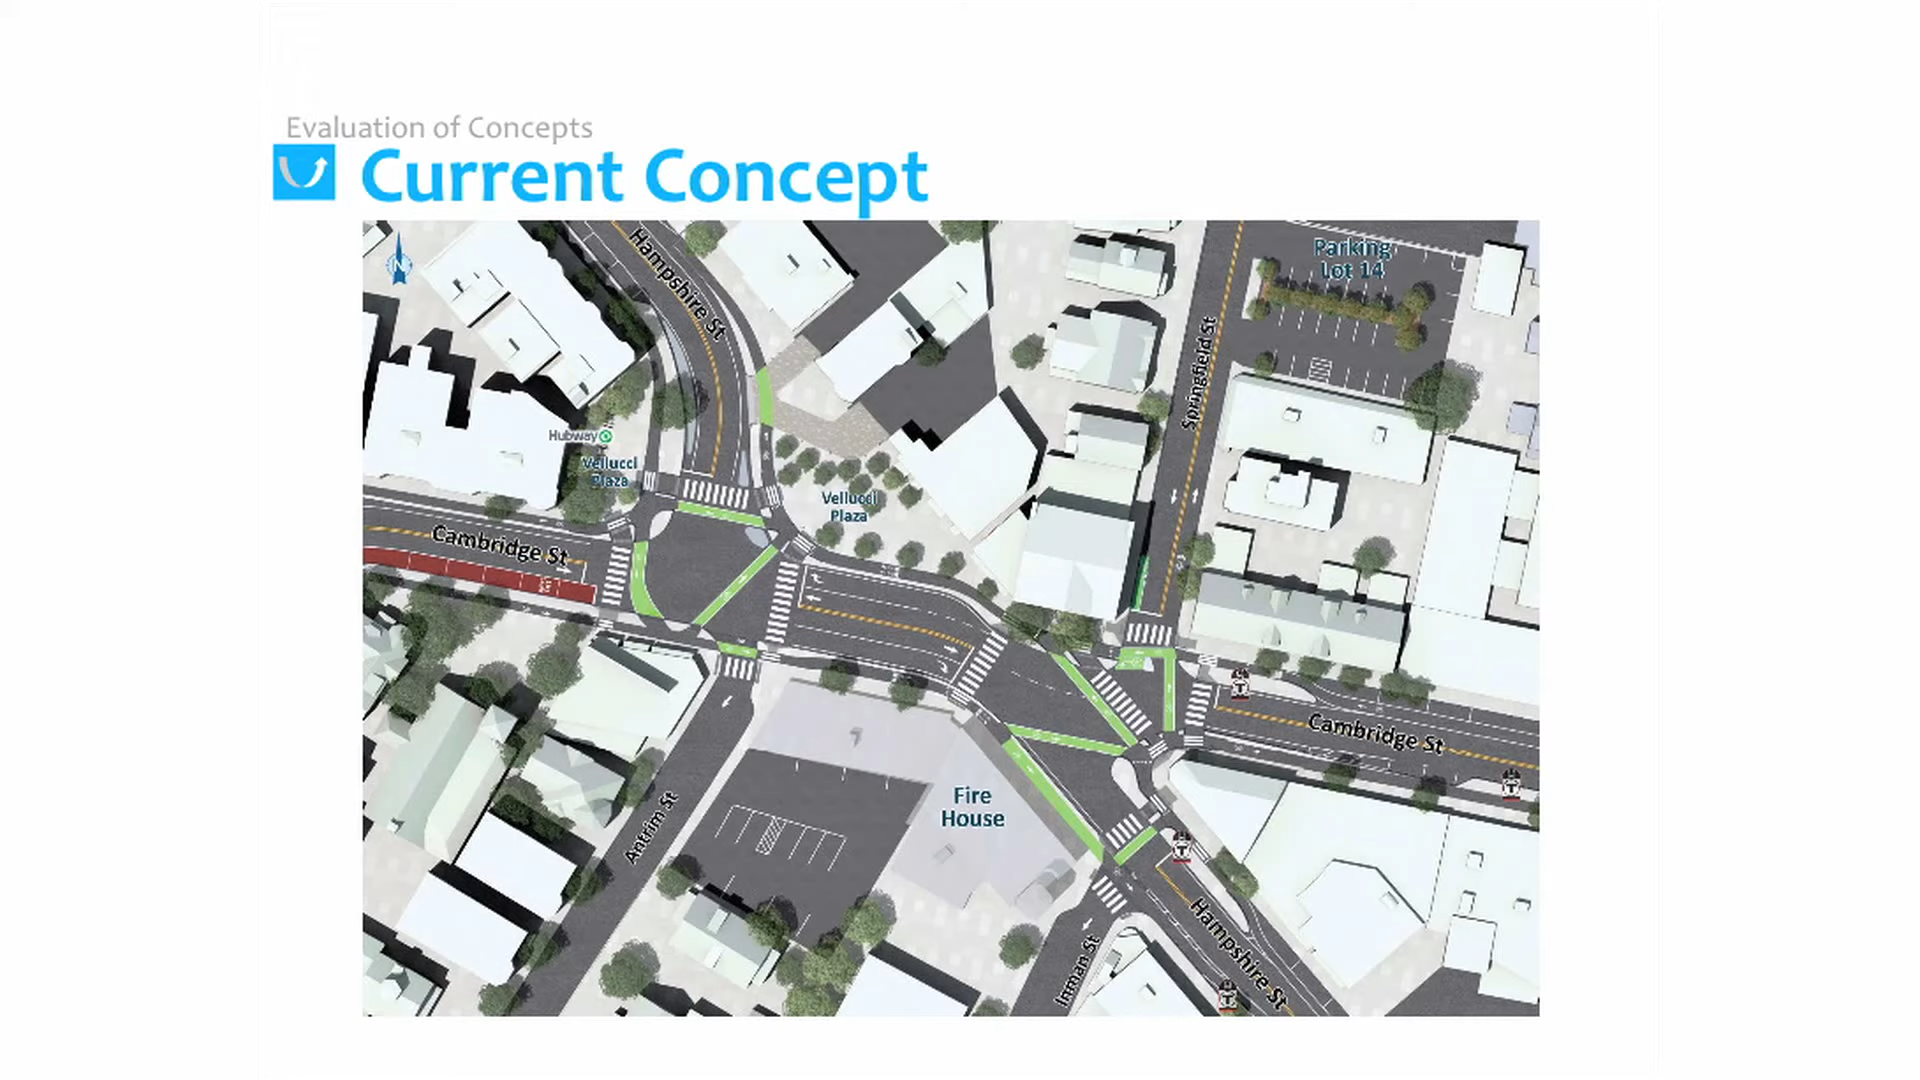 Evaluation of Concepts
Current Concept
N
Hampshire St
Parking
Lot 14
Springfield St
Hubway
Vellucci
Plaza
Vellucci
Plaza
Cambridge St
Cambridge St
Fire
House
Antrim St
Inman St
Hampshire St
T
T
T
T